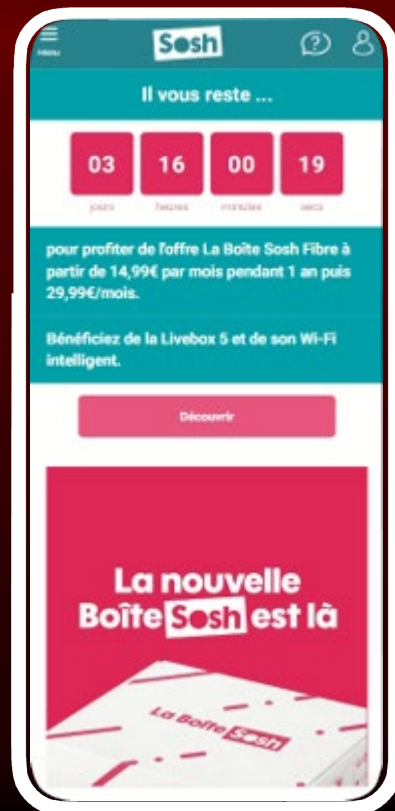 Menu
Sosh
?
Il vous reste ...
03 16 00 19
jours heures minutes secs
pour profiter de l'offre La Boîte Sosh Fibre à
partir de 14,99€ par mois pendant 1 an puis
29,99€/mois.
Bénéficiez de la Livebox 5 et de son Wi-Fi
intelligent.
Découvrir
La nouvelle
Boîte Sosh est là
La Boîte Sosh